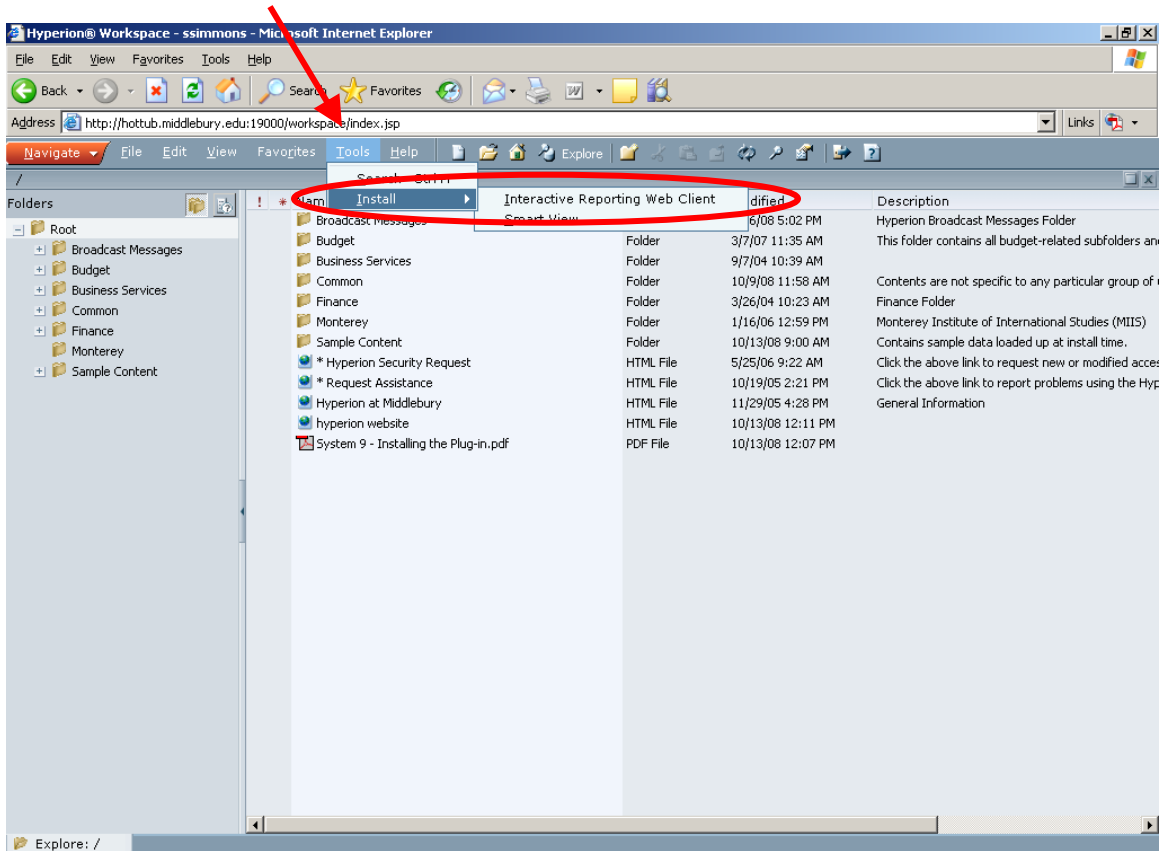 Hyperion® Workspace - ssimmons - Microsoft Internet Explorer
File Edit View Favorites Tools Help
Back Search Favorites
Address http://hottub.middlebury.edu:19000/workspace/index.jsp Links
Navigate File Edit View Favorites Tools Help Explore
/
Search
Folders ! * Nam Install Interactive Reporting Web Client dified Description
Smart View
Root Broadcast Messages 6/08 5:02 PM Hyperion Broadcast Messages Folder
Broadcast Messages Budget Folder 3/7/07 11:35 AM This folder contains all budget-related subfolders an
Budget Business Services Folder 9/7/04 10:39 AM
Business Services Common Folder 10/9/08 11:58 AM Contents are not specific to any particular group of
Common Finance Folder 3/26/04 10:23 AM Finance Folder
Finance Monterey Folder 1/16/06 12:59 PM Monterey Institute of International Studies (MIIS)
Monterey Sample Content Folder 10/13/08 9:00 AM Contains sample data loaded up at install time.
Sample Content * Hyperion Security Request HTML File 5/25/06 9:22 AM Click the above link to request new or modified acces
* Request Assistance HTML File 10/19/05 2:21 PM Click the above link to report problems using the Hyp
Hyperion at Middlebury HTML File 11/29/05 4:28 PM General Information
hyperion website HTML File 10/13/08 12:11 PM
System 9 - Installing the Plug-in.pdf PDF File 10/13/08 12:07 PM
Explore: /